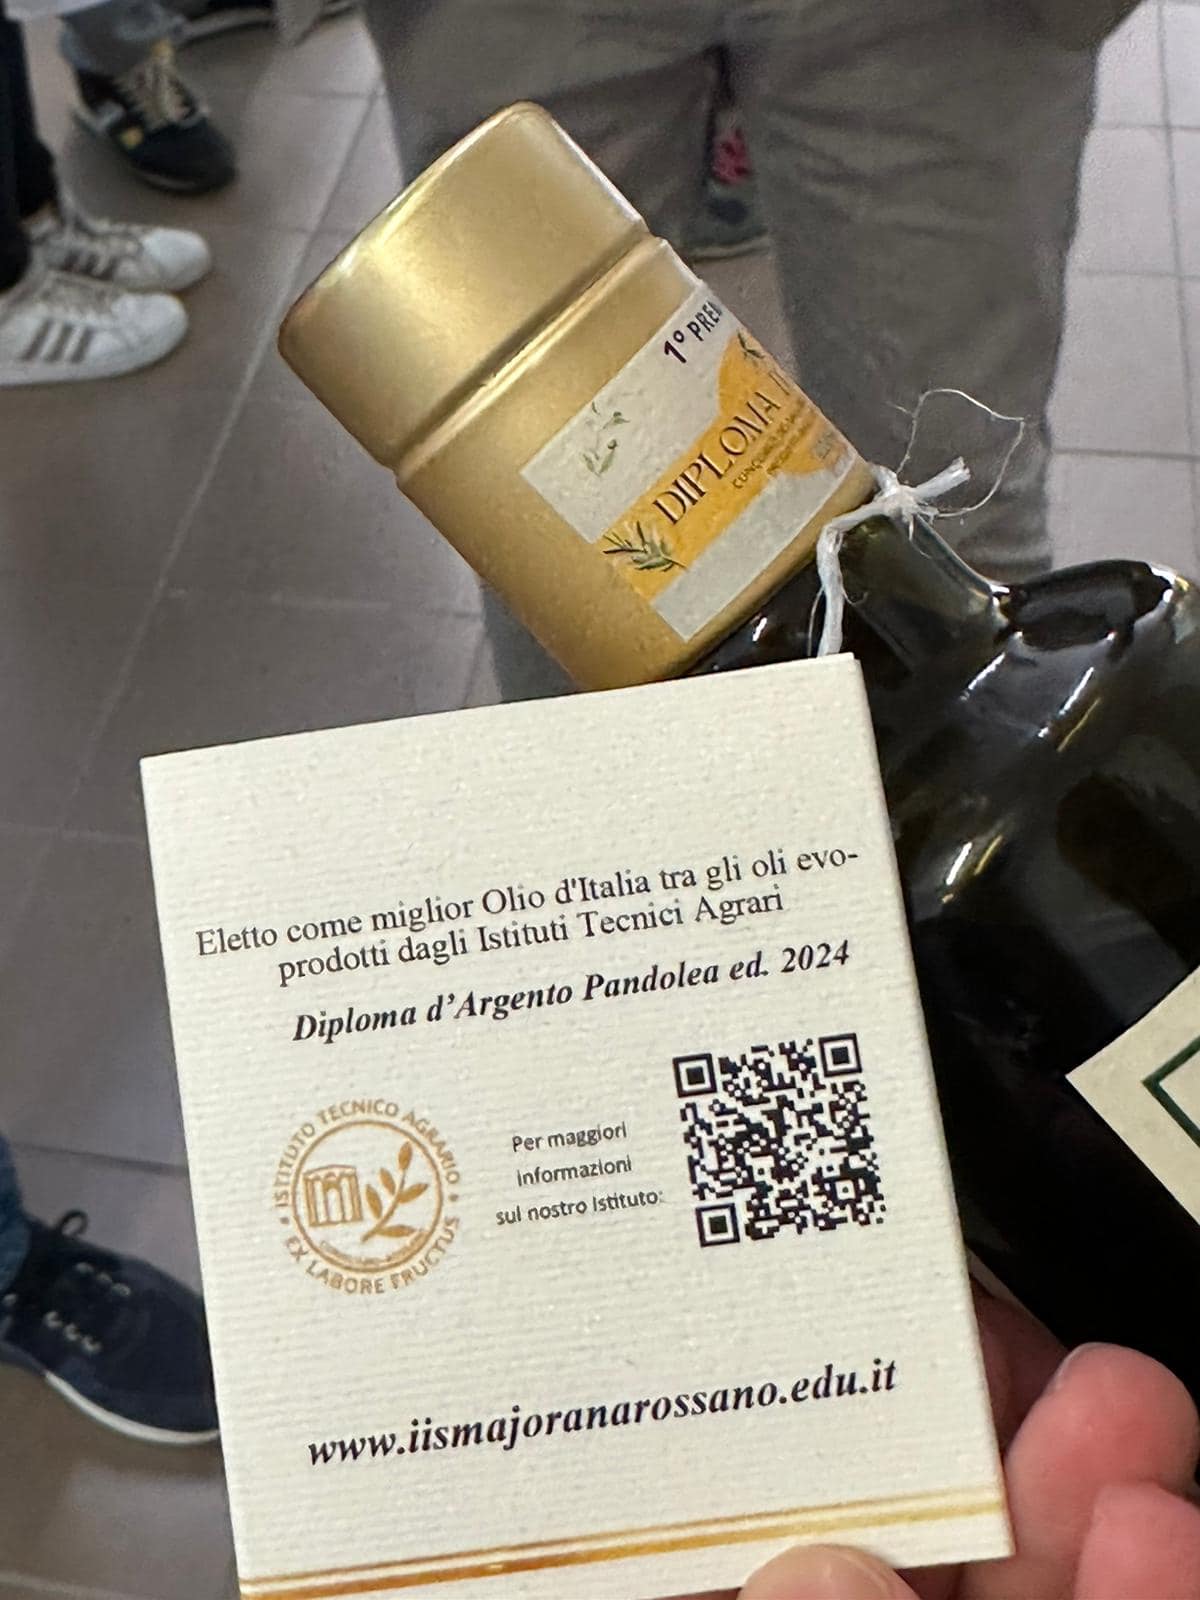 1° PRE
DIPLOMA
Eletto come miglior Olio d'Italia tra gli oli evo-
prodotti dagli Istituti Tecnici Agrari
Diploma d’Argento Pandolea ed. 2024
ISTITUTO TECNICO AGRARIO
EX LABORE FRUCTUS
Per maggiori
informazioni
sul nostro Istituto:
www.iismajoranarossano.edu.it